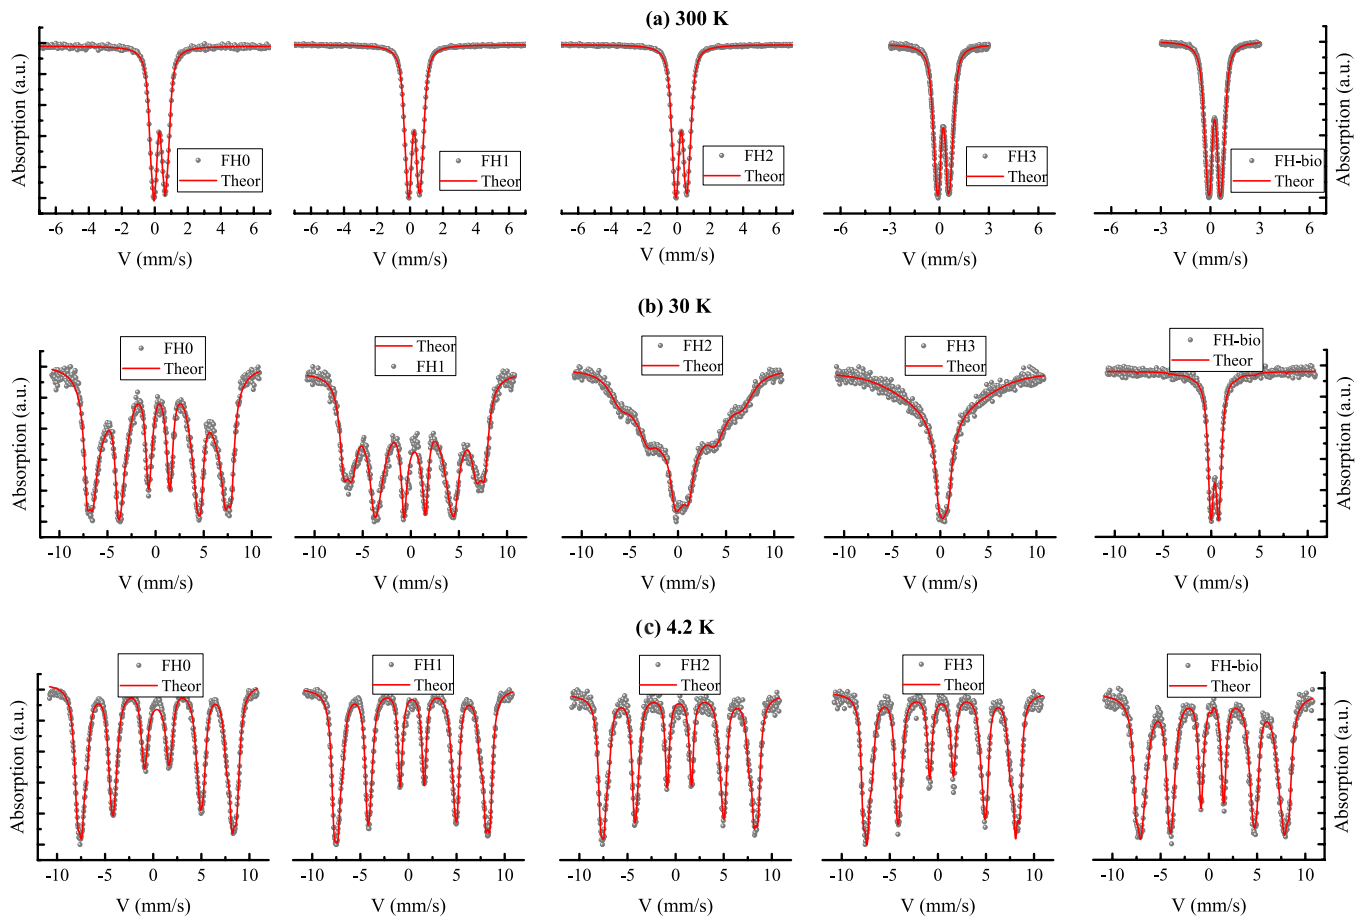 (a) 300 K
Absorption (a.u.)
FH0
Theor
FH1
Theor
FH2
Theor
FH3
Theor
FH-bio
Theor
Absorption (a.u.)
-6 -4 -2 0 2 4 6
-6 -4 -2 0 2 4 6
-6 -4 -2 0 2 4 6
-6 -3 0 3 6
-6 -3 0 3 6
V (mm/s)
V (mm/s)
V (mm/s)
V (mm/s)
V (mm/s)
(b) 30 K
Absorption (a.u.)
FH0
Theor
Theor
FH1
FH2
Theor
FH3
Theor
FH-bio
Theor
Absorption (a.u.)
-10 -5 0 5 10
-10 -5 0 5 10
-10 -5 0 5 10
-10 -5 0 5 10
-10 -5 0 5 10
V (mm/s)
V (mm/s)
V (mm/s)
V (mm/s)
V (mm/s)
(c) 4.2 K
Absorption (a.u.)
FH0
Theor
FH1
Theor
FH2
Theor
FH3
Theor
FH-bio
Theor
Absorption (a.u.)
-10 -5 0 5 10
-10 -5 0 5 10
-10 -5 0 5 10
-10 -5 0 5 10
-10 -5 0 5 10
V (mm/s)
V (mm/s)
V (mm/s)
V (mm/s)
V (mm/s)